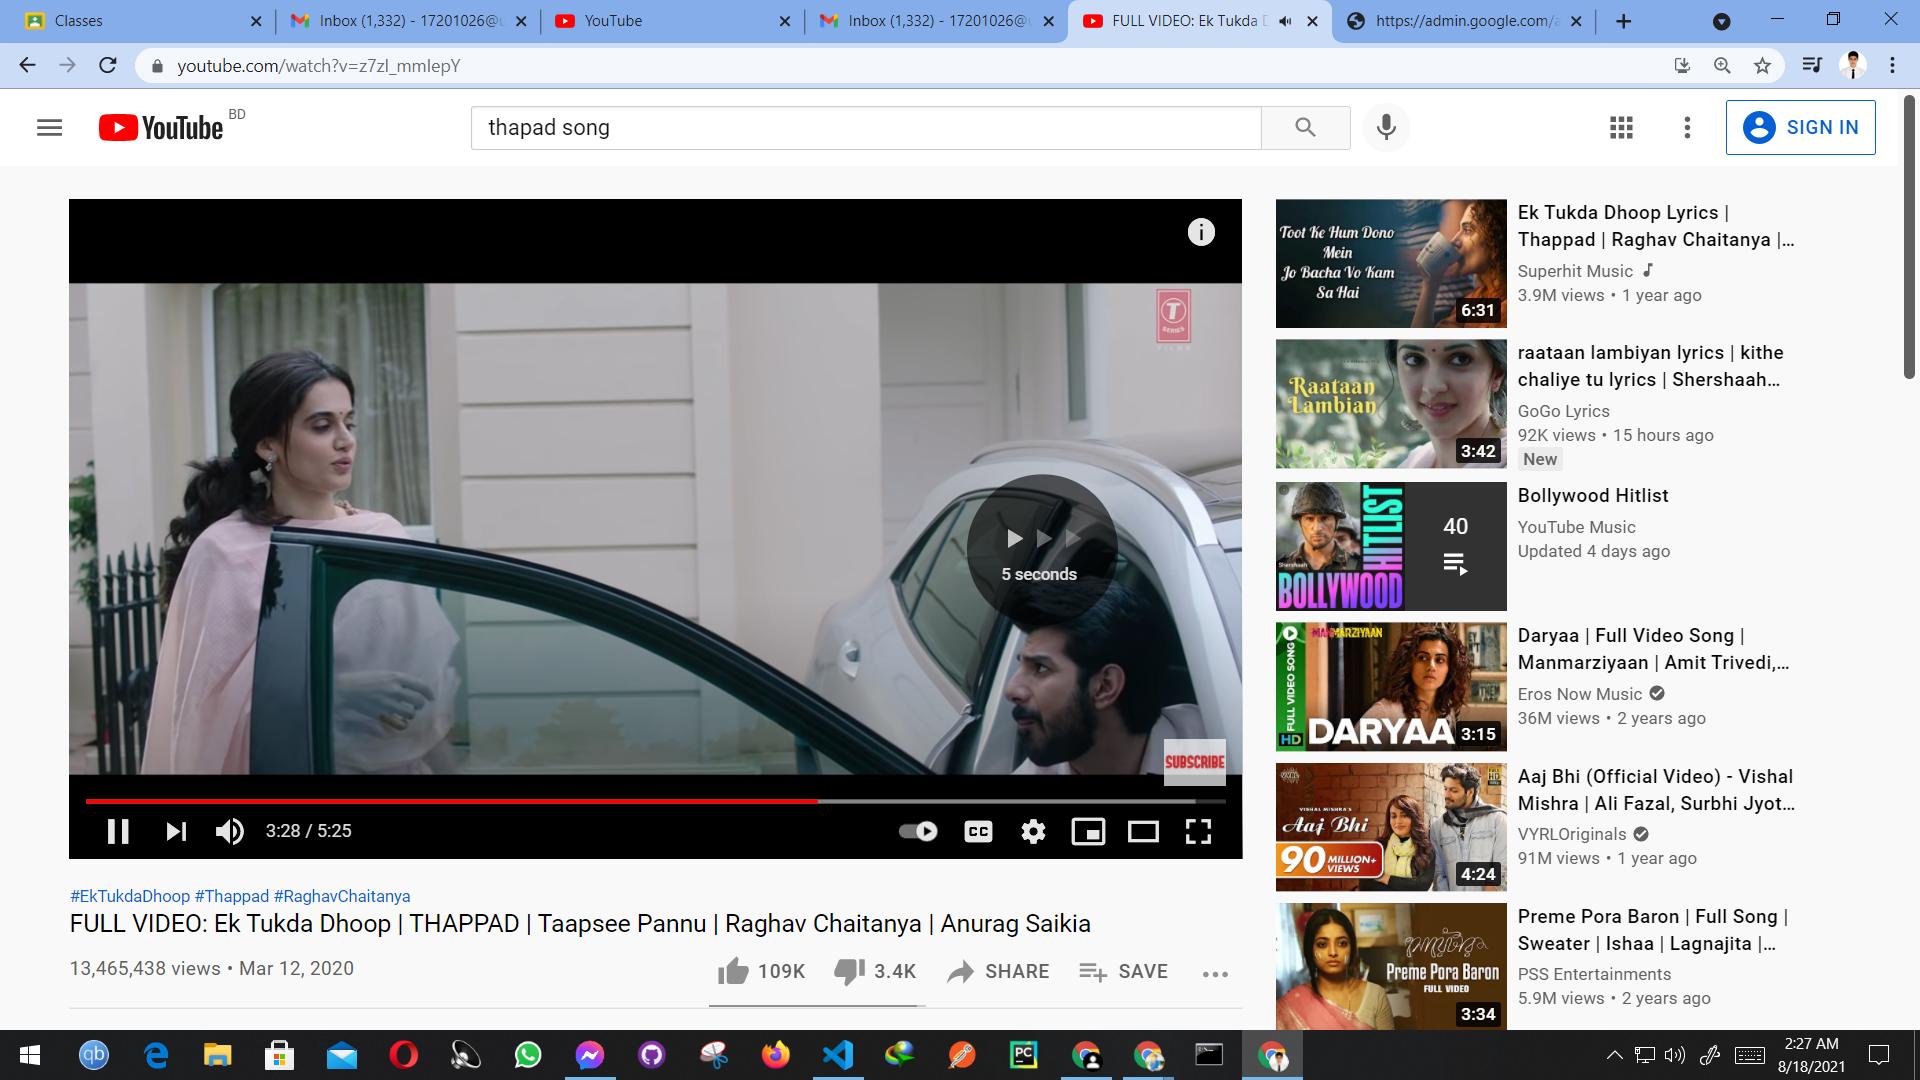 Classes
Inbox (1,332) - 17201026@u
YouTube
Inbox (1,332) - 17201026@u
FULL VIDEO: Ek Tukda D
https://admin.google.com/a
youtube.com/watch?v=z7zl_mmlepY
YouTube BD
thapad song
SIGN IN
T
SERIES
FILMS
5 seconds
SUBSCRIBE
3:28 / 5:25
CC
#EkTukdaDhoop #Thappad #RaghavChaitanya
FULL VIDEO: Ek Tukda Dhoop | THAPPAD | Taapsee Pannu | Raghav Chaitanya | Anurag Saikia
13,465,438 views • Mar 12, 2020
109K
3.4K
SHARE
SAVE
Toot Ke Hum Dono
Mein
Jo Bacha Vo Kam
Sa Hai
6:31
Ek Tukda Dhoop Lyrics |
Thappad | Raghav Chaitanya |...
Superhit Music
3.9M views • 1 year ago
Raataan
Lambian
3:42
raataan lambiyan lyrics | kithe
chaliye tu lyrics | Shershaah...
GoGo Lyrics
92K views • 15 hours ago
New
Shershaah
HITLIST
BOLLYWOOD
40
Bollywood Hitlist
YouTube Music
Updated 4 days ago
MANMARZIYAAN
FULL VIDEO SONG
HD
DARYAA
3:15
Daryaa | Full Video Song |
Manmarziyaan | Amit Trivedi,...
Eros Now Music
36M views • 2 years ago
VISHAL MISHRA'S
Aaj Bhi
90 MILLION+
VIEWS
4:24
Aaj Bhi (Official Video) - Vishal
Mishra | Ali Fazal, Surbhi Jyot...
VYRLOriginals
91M views • 1 year ago
Preme Pora Baron
FULL VIDEO
3:34
Preme Pora Baron | Full Song |
Sweater | Ishaa | Lagnajita |...
PSS Entertainments
5.9M views • 2 years ago
qb
PC
2:27 AM
8/18/2021